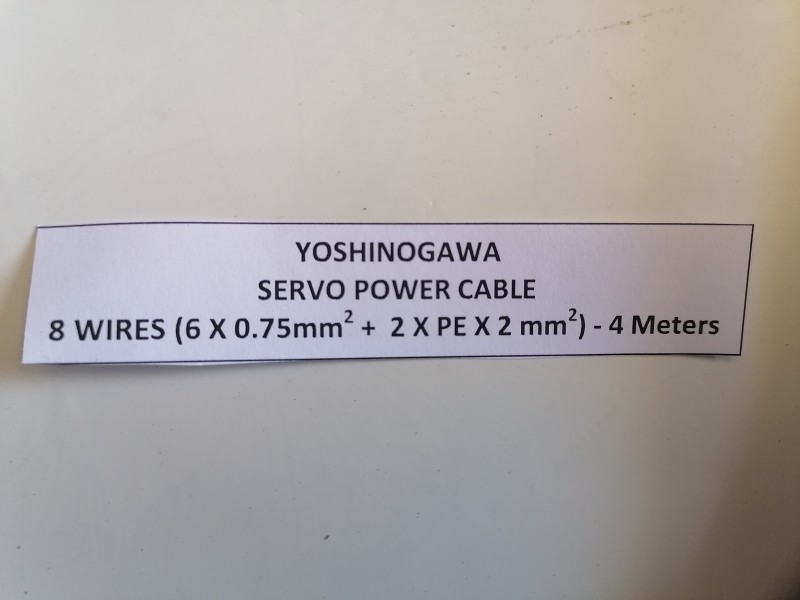 YOSHINOGAWA
SERVO POWER CABLE
8 WIRES (6 X 0.75mm² + 2 X PE X 2 mm²) - 4 Meters